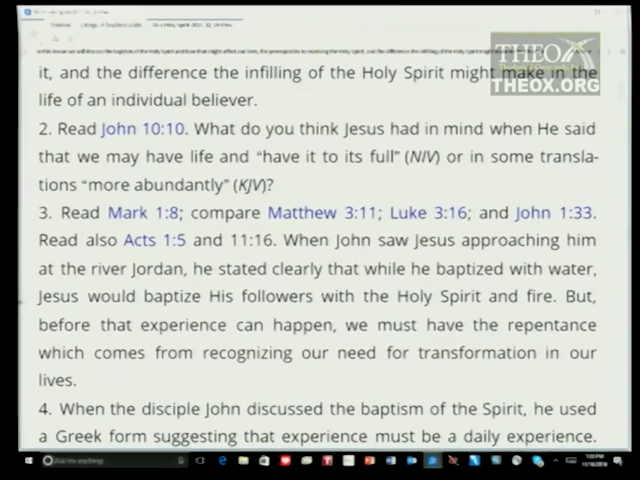 THEOX
THEOX.ORG
it, and the difference the infilling of the Holy Spirit might make in the
life of an individual believer.
2. Read John 10:10. What do you think Jesus had in mind when He said
that we may have life and “have it to its full” (NIV) or in some transla-
tions “more abundantly” (KJV)?
3. Read Mark 1:8; compare Matthew 3:11; Luke 3:16; and John 1:33.
Read also Acts 1:5 and 11:16. When John saw Jesus approaching him
at the river Jordan, he stated clearly that while he baptized with water,
Jesus would baptize His followers with the Holy Spirit and fire. But,
before that experience can happen, we must have the repentance
which comes from recognizing our need for transformation in our
lives.
4. When the disciple John discussed the baptism of the Spirit, he used
a Greek form suggesting that experience must be a daily experience.
Ask me anything